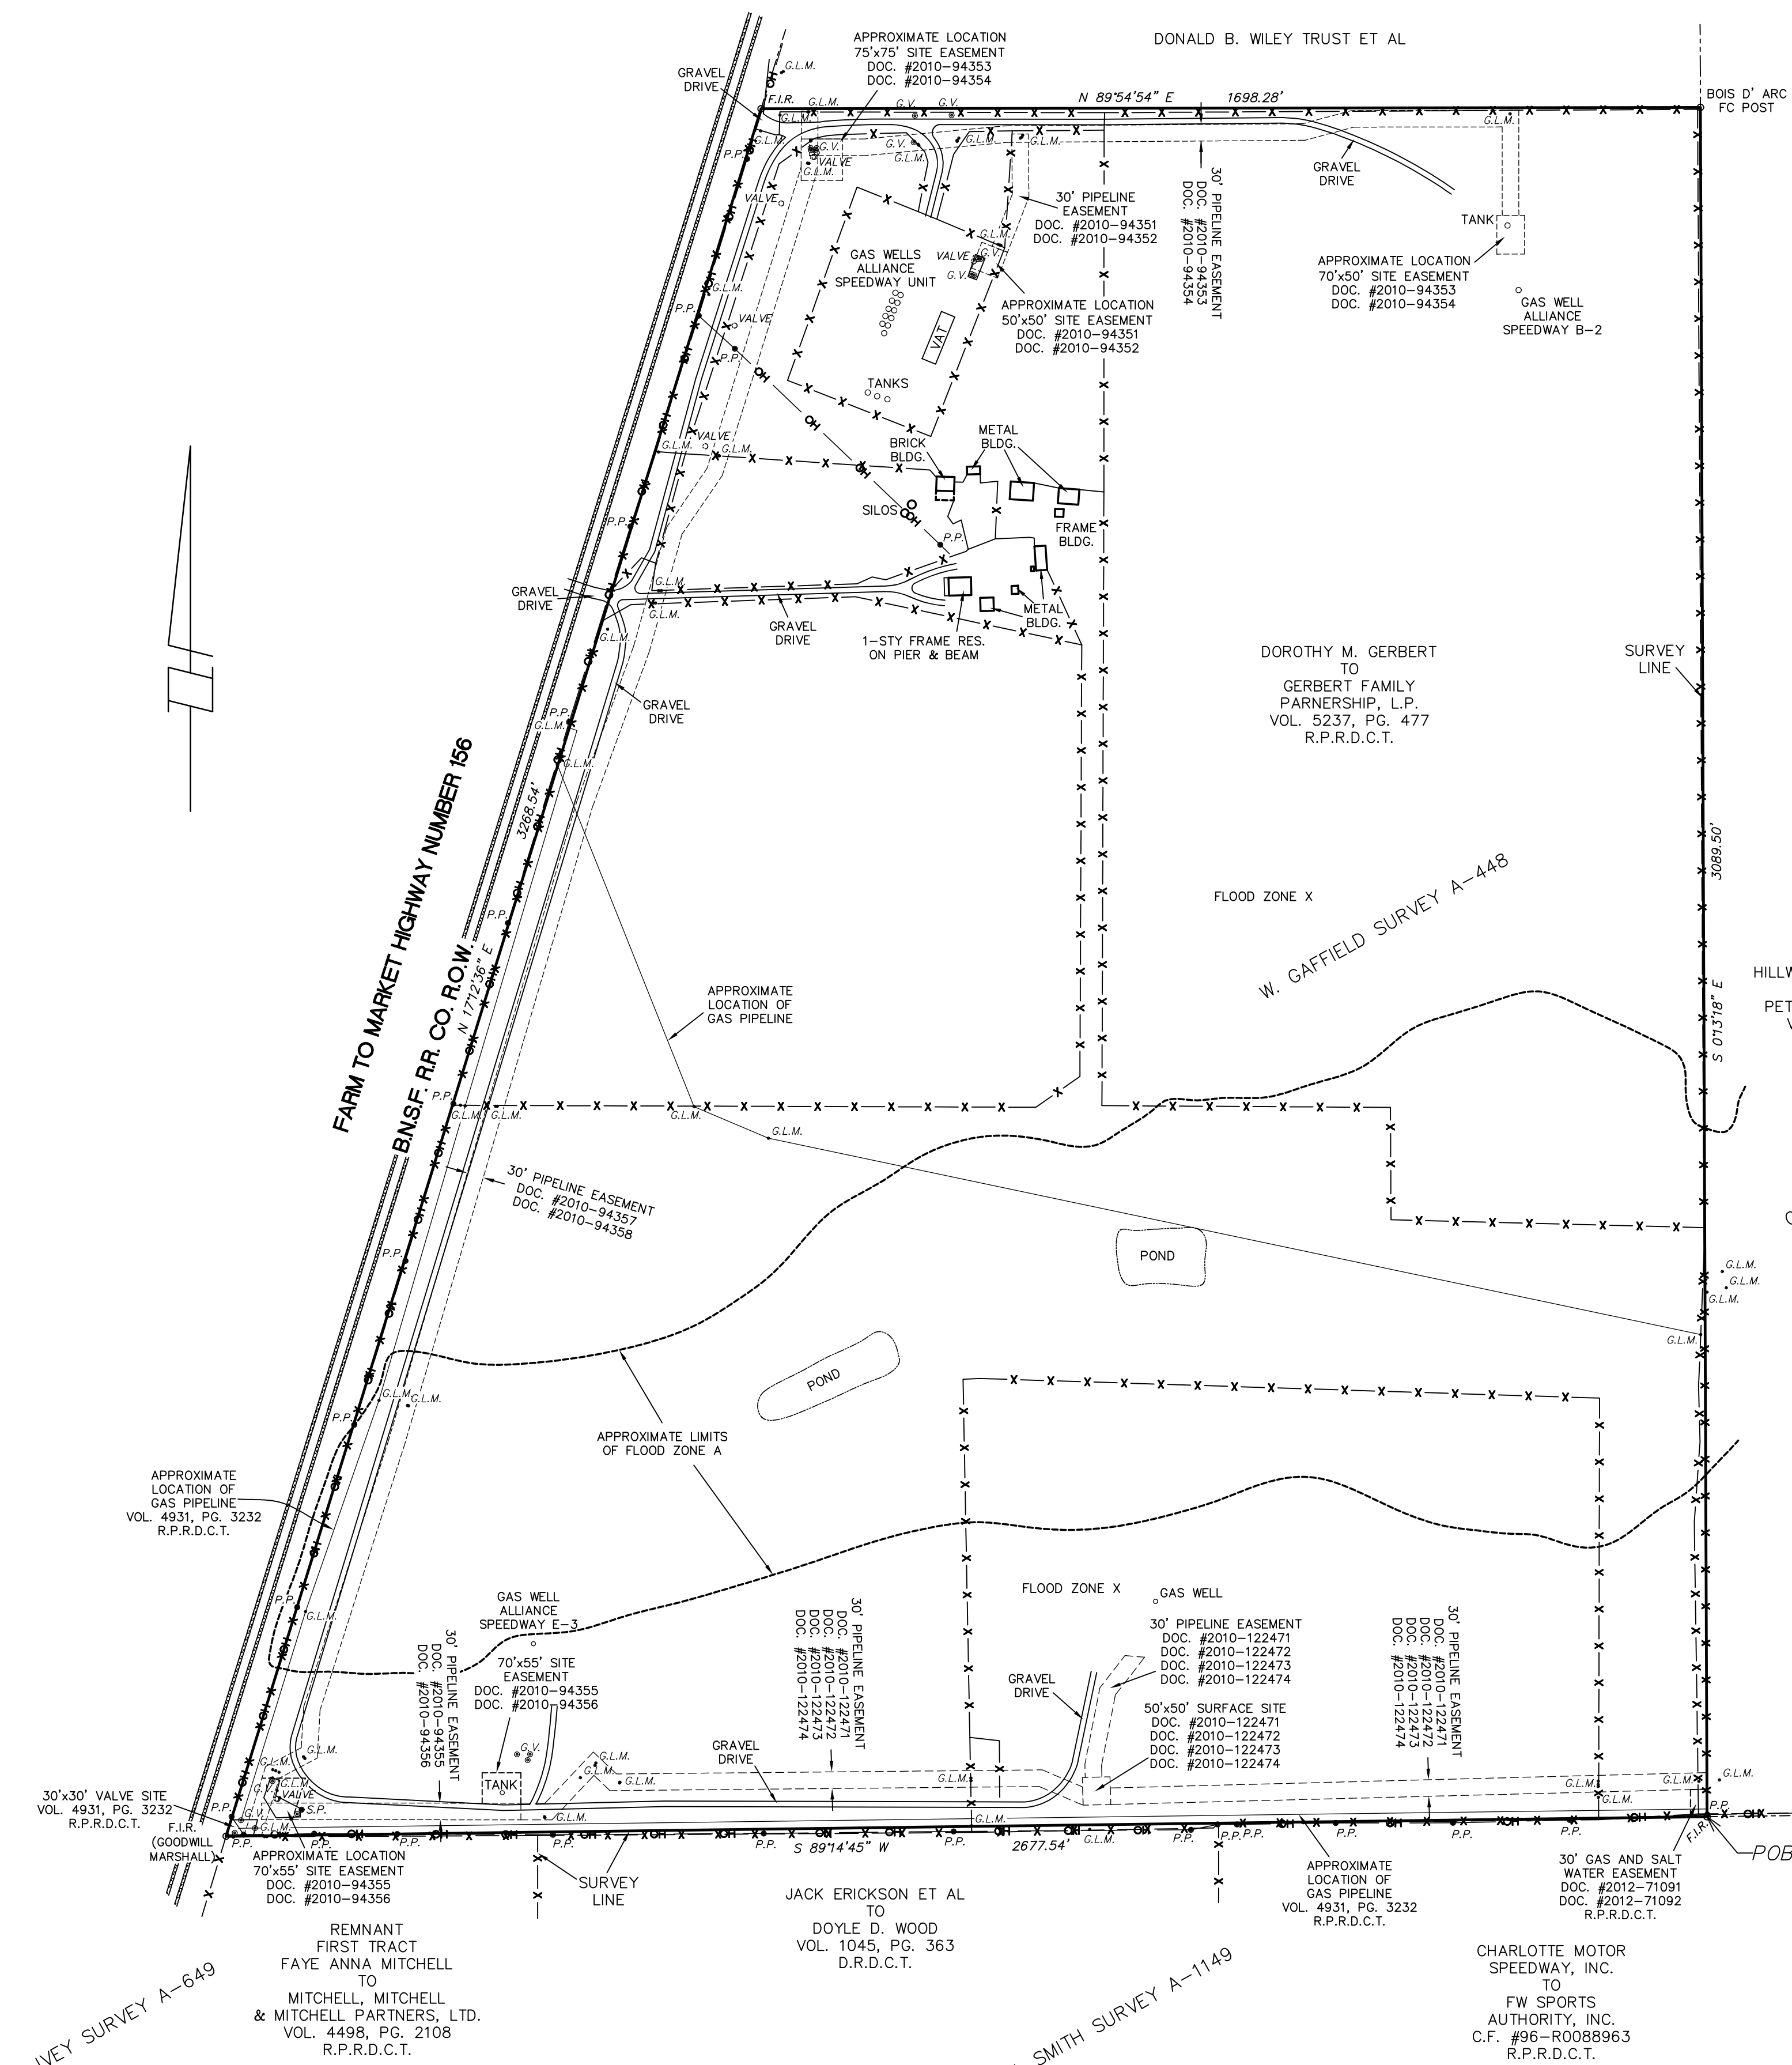 APPROXIMATE LOCATION
75'x75' SITE EASEMENT
DOC. #2010-94353
DOC. #2010-94354
DONALD B. WILEY TRUST ET AL
GRAVEL
DRIVE
G.L.M.
F.I.R.
G.L.M.
G.V.
G.V.
N 89°54'54" E
1698.28'
G.L.M.
BOIS D' ARC
FC POST
G.L.M.
G.L.M.
P.P.
G.V.
VALVE
G.L.M.
G.V.
G.L.M.
G.L.M.
G.L.M.
VALVE
30' PIPELINE
EASEMENT
DOC. #2010-94351
DOC. #2010-94352
30' PIPELINE EASEMENT
DOC. #2010-94353
DOC. #2010-94354
GRAVEL
DRIVE
TANK
APPROXIMATE LOCATION
70'x50' SITE EASEMENT
DOC. #2010-94353
DOC. #2010-94354
GAS WELL
ALLIANCE
SPEEDWAY B-2
GAS WELLS
ALLIANCE
SPEEDWAY UNIT
G.L.M.
VALVE
G.V.
G.V.
APPROXIMATE LOCATION
50'x50' SITE EASEMENT
DOC. #2010-94351
DOC. #2010-94352
G.L.M.
P.P.
VALVE
P.P.
VAT
TANKS
VALVE
G.L.M.
G.L.M.
BRICK
BLDG.
METAL
BLDG.
SILOS
P.P.
FRAME
BLDG.
P.P.
GRAVEL
DRIVE
G.L.M.
G.L.M.
G.L.M.
GRAVEL
DRIVE
1-STY FRAME RES.
ON PIER & BEAM
METAL
BLDG.
DOROTHY M. GERBERT
TO
GERBERT FAMILY
PARNERSHIP, L.P.
VOL. 5237, PG. 477
R.P.R.D.C.T.
SURVEY
LINE
GRAVEL
DRIVE
P.P.
G.L.M.
G.L.M.
FARM TO MARKET HIGHWAY NUMBER 156
B.N.S.F. R.R. CO. R.O.W.
3268.54'
N 17°12'36" E
P.P.
3089.50'
S 0°13'18" E
FLOOD ZONE X
W. GAFFIELD SURVEY A-448
HILLW
PET
APPROXIMATE
LOCATION OF
GAS PIPELINE
P.P.
G.L.M.
G.L.M.
G.L.M.
G.L.M.
30' PIPELINE EASEMENT
DOC. #2010-94357
DOC. #2010-94358
P.P.
POND
G.L.M.
G.L.M.
G.L.M.
G.L.M.
POND
G.L.M.
G.L.M.
P.P.
APPROXIMATE LIMITS
OF FLOOD ZONE A
APPROXIMATE
LOCATION OF
GAS PIPELINE
VOL. 4931, PG. 3232
R.P.R.D.C.T.
P.P.
G.L.M.
GAS WELL
ALLIANCE
SPEEDWAY E-3
FLOOD ZONE X
GAS WELL
30' PIPELINE EASEMENT
DOC. #2010-94355
DOC. #2010-94356
70'x55' SITE
EASEMENT
DOC. #2010-94355
DOC. #2010-94356
30' PIPELINE EASEMENT
DOC. #2010-122471
DOC. #2010-122472
DOC. #2010-122473
DOC. #2010-122474
30' PIPELINE EASEMENT
DOC. #2010-122471
DOC. #2010-122472
DOC. #2010-122473
DOC. #2010-122474
GRAVEL
DRIVE
50'x50' SURFACE SITE
DOC. #2010-122471
DOC. #2010-122472
DOC. #2010-122473
DOC. #2010-122474
30' PIPELINE EASEMENT
DOC. #2010-122471
DOC. #2010-122472
DOC. #2010-122473
DOC. #2010-122474
G.L.M.
G.L.M.
G.V.
GRAVEL
DRIVE
G.L.M.
G.L.M.
G.L.M.
TANK
G.L.M.
G.V.
VALVE
S.P.
G.L.M.
G.L.M.
G.L.M.
G.L.M.
G.L.M.
30'x30' VALVE SITE
VOL. 4931, PG. 3232
R.P.R.D.C.T.
P.P.
G.V.
G.L.M.
G.L.M.
G.L.M.
F.I.R.
(GOODWILL
MARSHALL)
P.P.
P.P.
P.P.
P.P.
P.P.
S 89°14'45" W
P.P.
2677.54'
G.L.M.
P.P.
P.P.
P.P.
P.P.
P.P.
P.P.
P.P.
F.I.R.
POB
APPROXIMATE LOCATION
70'x55' SITE EASEMENT
DOC. #2010-94355
DOC. #2010-94356
SURVEY
LINE
APPROXIMATE
LOCATION OF
GAS PIPELINE
VOL. 4931, PG. 3232
R.P.R.D.C.T.
30' GAS AND SALT
WATER EASEMENT
DOC. #2012-71091
DOC. #2012-71092
R.P.R.D.C.T.
REMNANT
FIRST TRACT
FAYE ANNA MITCHELL
TO
MITCHELL, MITCHELL
& MITCHELL PARTNERS, LTD.
VOL. 4498, PG. 2108
R.P.R.D.C.T.
JACK ERICKSON ET AL
TO
DOYLE D. WOOD
VOL. 1045, PG. 363
D.R.D.C.T.
CHARLOTTE MOTOR
SPEEDWAY, INC.
TO
FW SPORTS
AUTHORITY, INC.
C.F. #96-R0088963
R.P.R.D.C.T.
IVEY SURVEY A-649
SMITH SURVEY A-1149